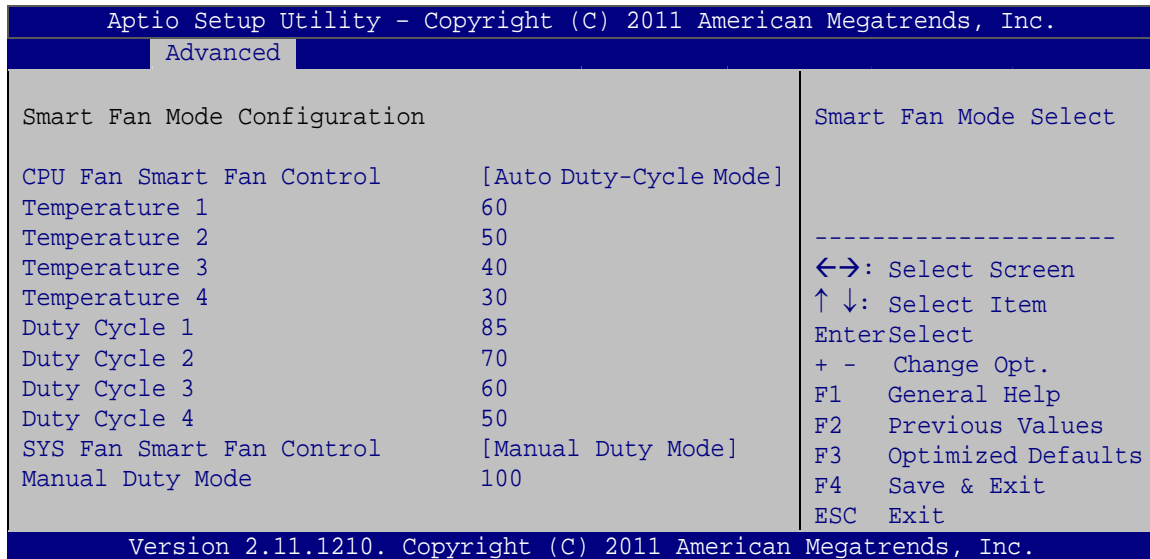 Aptio Setup Utility – Copyright (C) 2011 American Megatrends, Inc.
Advanced
Smart Fan Mode Configuration
CPU Fan Smart Fan Control [Auto Duty-Cycle Mode]
Temperature 1 60
Temperature 2 50
Temperature 3 40
Temperature 4 30
Duty Cycle 1 85
Duty Cycle 2 70
Duty Cycle 3 60
Duty Cycle 4 50
SYS Fan Smart Fan Control [Manual Duty Mode]
Manual Duty Mode 100
Smart Fan Mode Select
---------------------
←→: Select Screen
↑ ↓: Select Item
EnterSelect
+ - Change Opt.
F1 General Help
F2 Previous Values
F3 Optimized Defaults
F4 Save & Exit
ESC Exit
Version 2.11.1210. Copyright (C) 2011 American Megatrends, Inc.